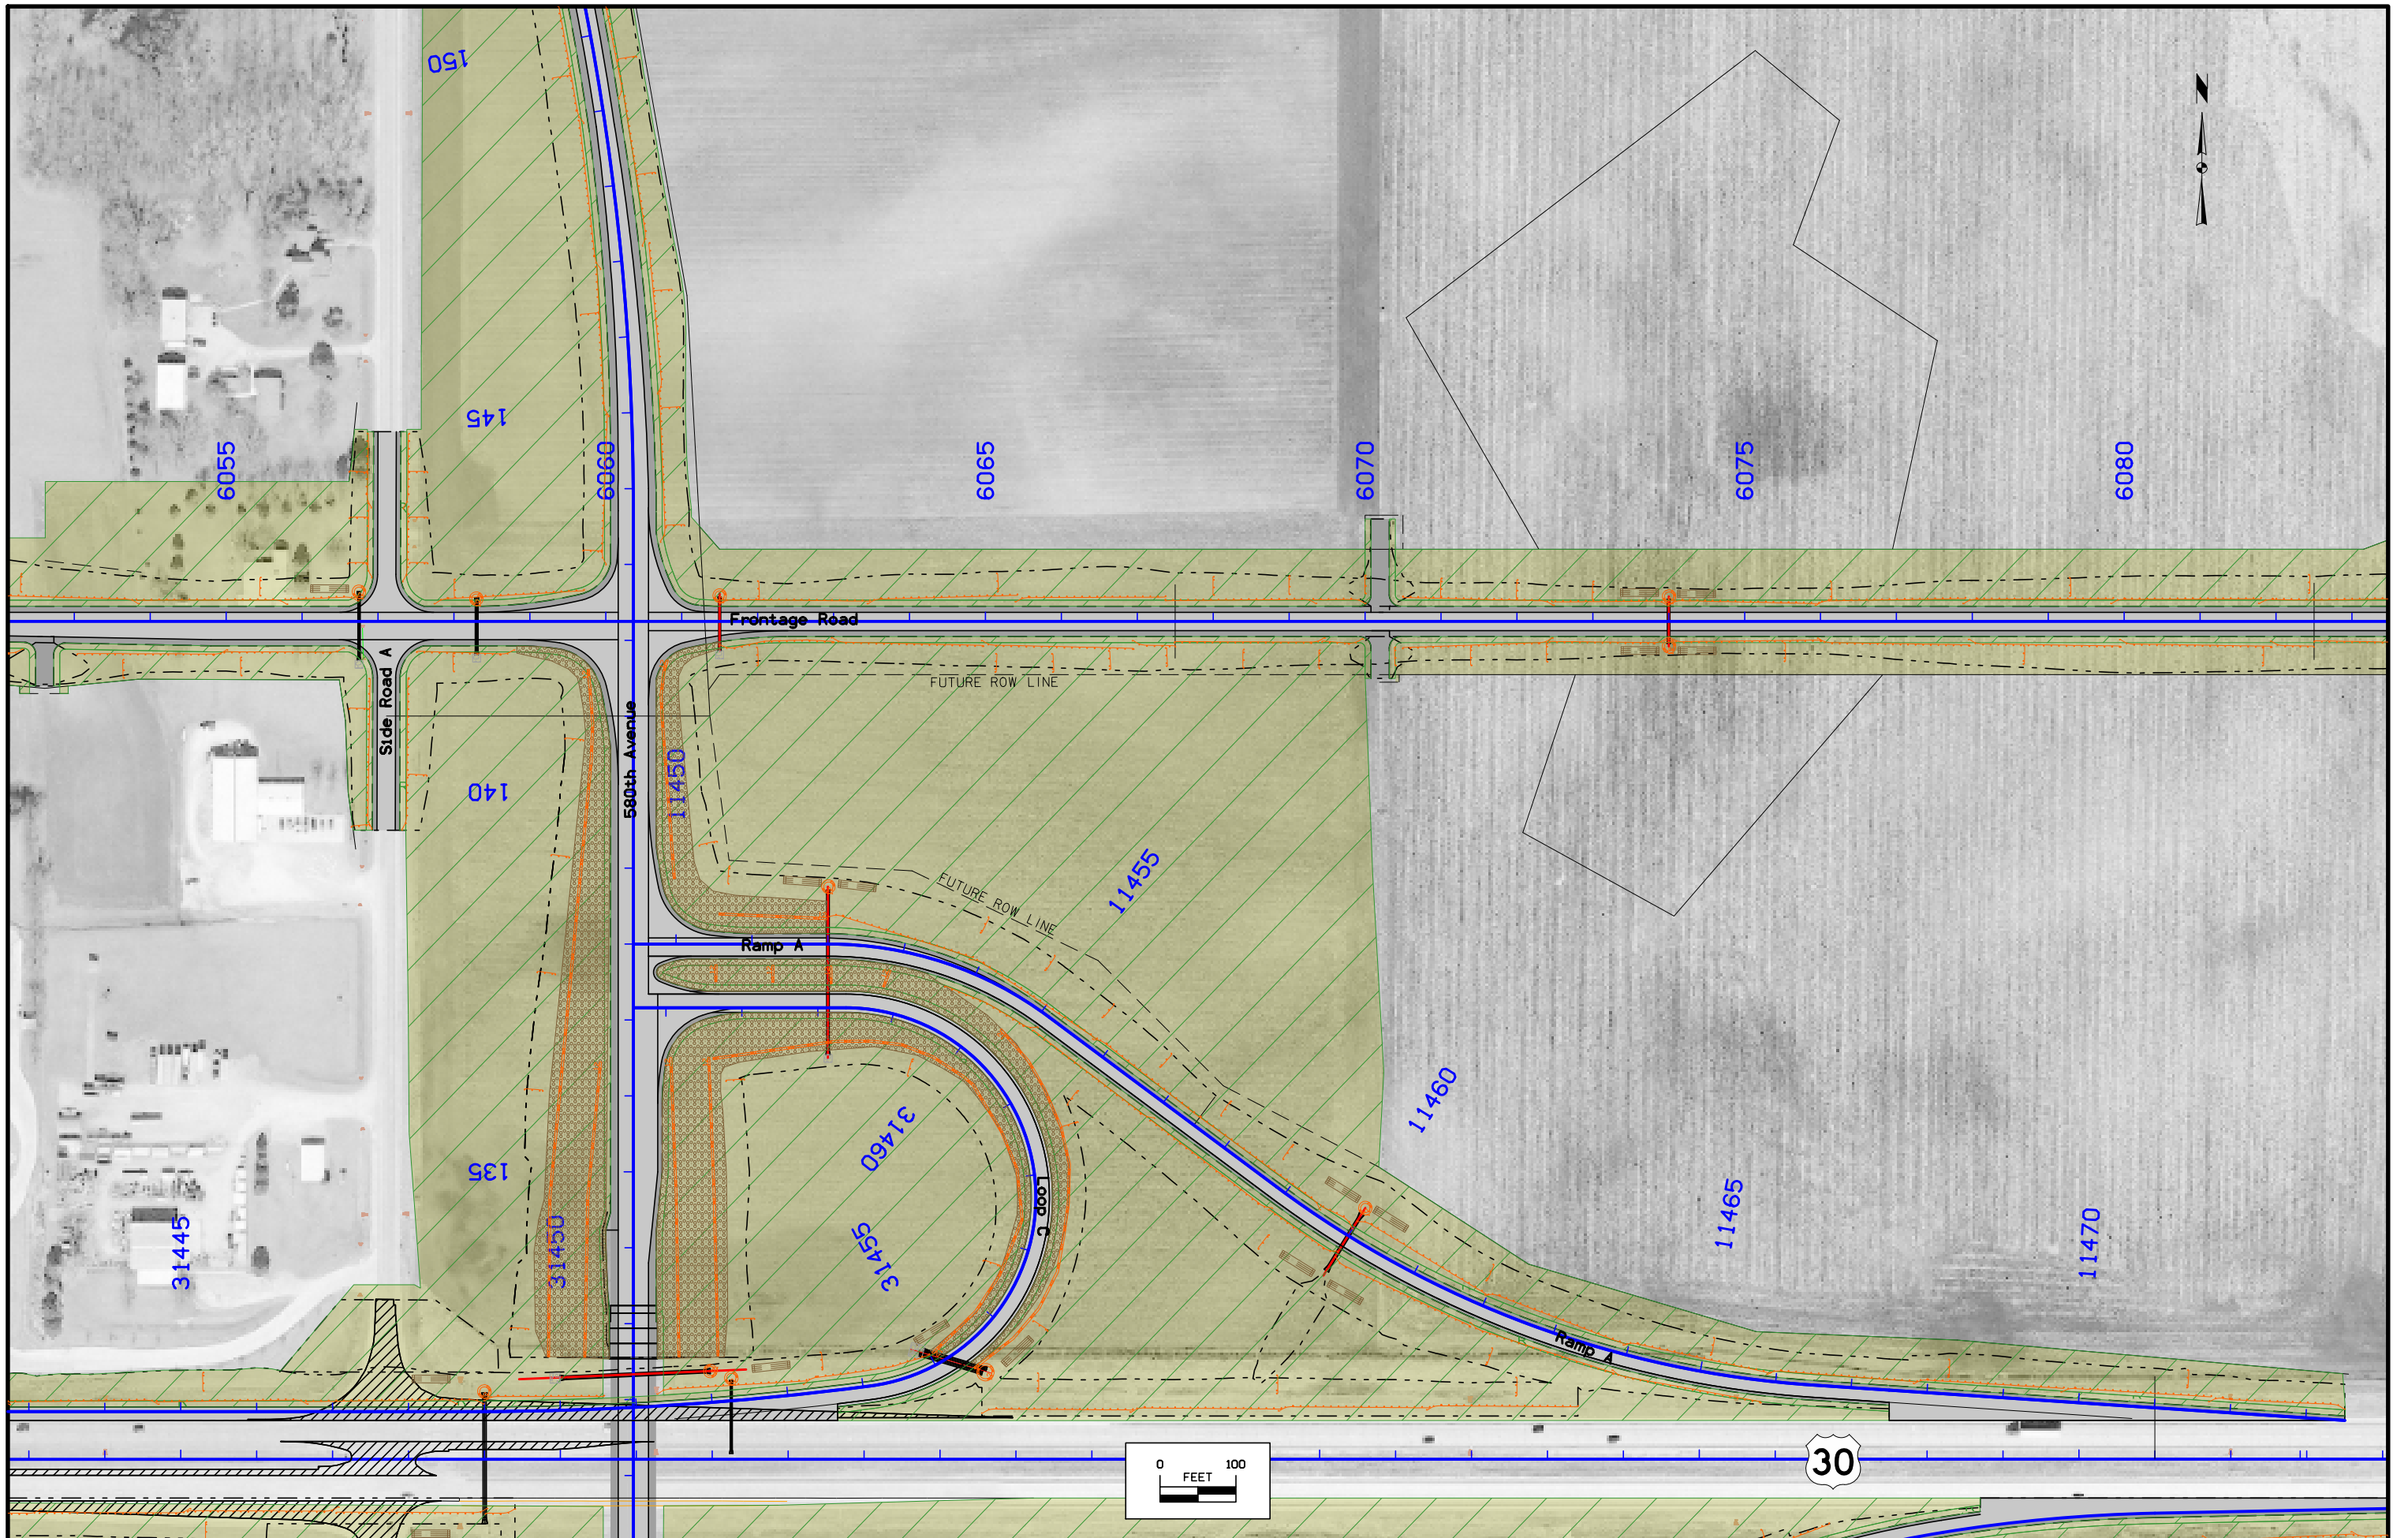 150
145
6055
6060
6065
6070
6075
6080
Frontage Road
FUTURE ROW LINE
Side Road A
580th Avenue
11450
140
11455
FUTURE ROW LINE
Ramp A
31460
11460
135
Loop C
11465
31445
31450
31455
11470
Ramp A
0 100
FEET
30